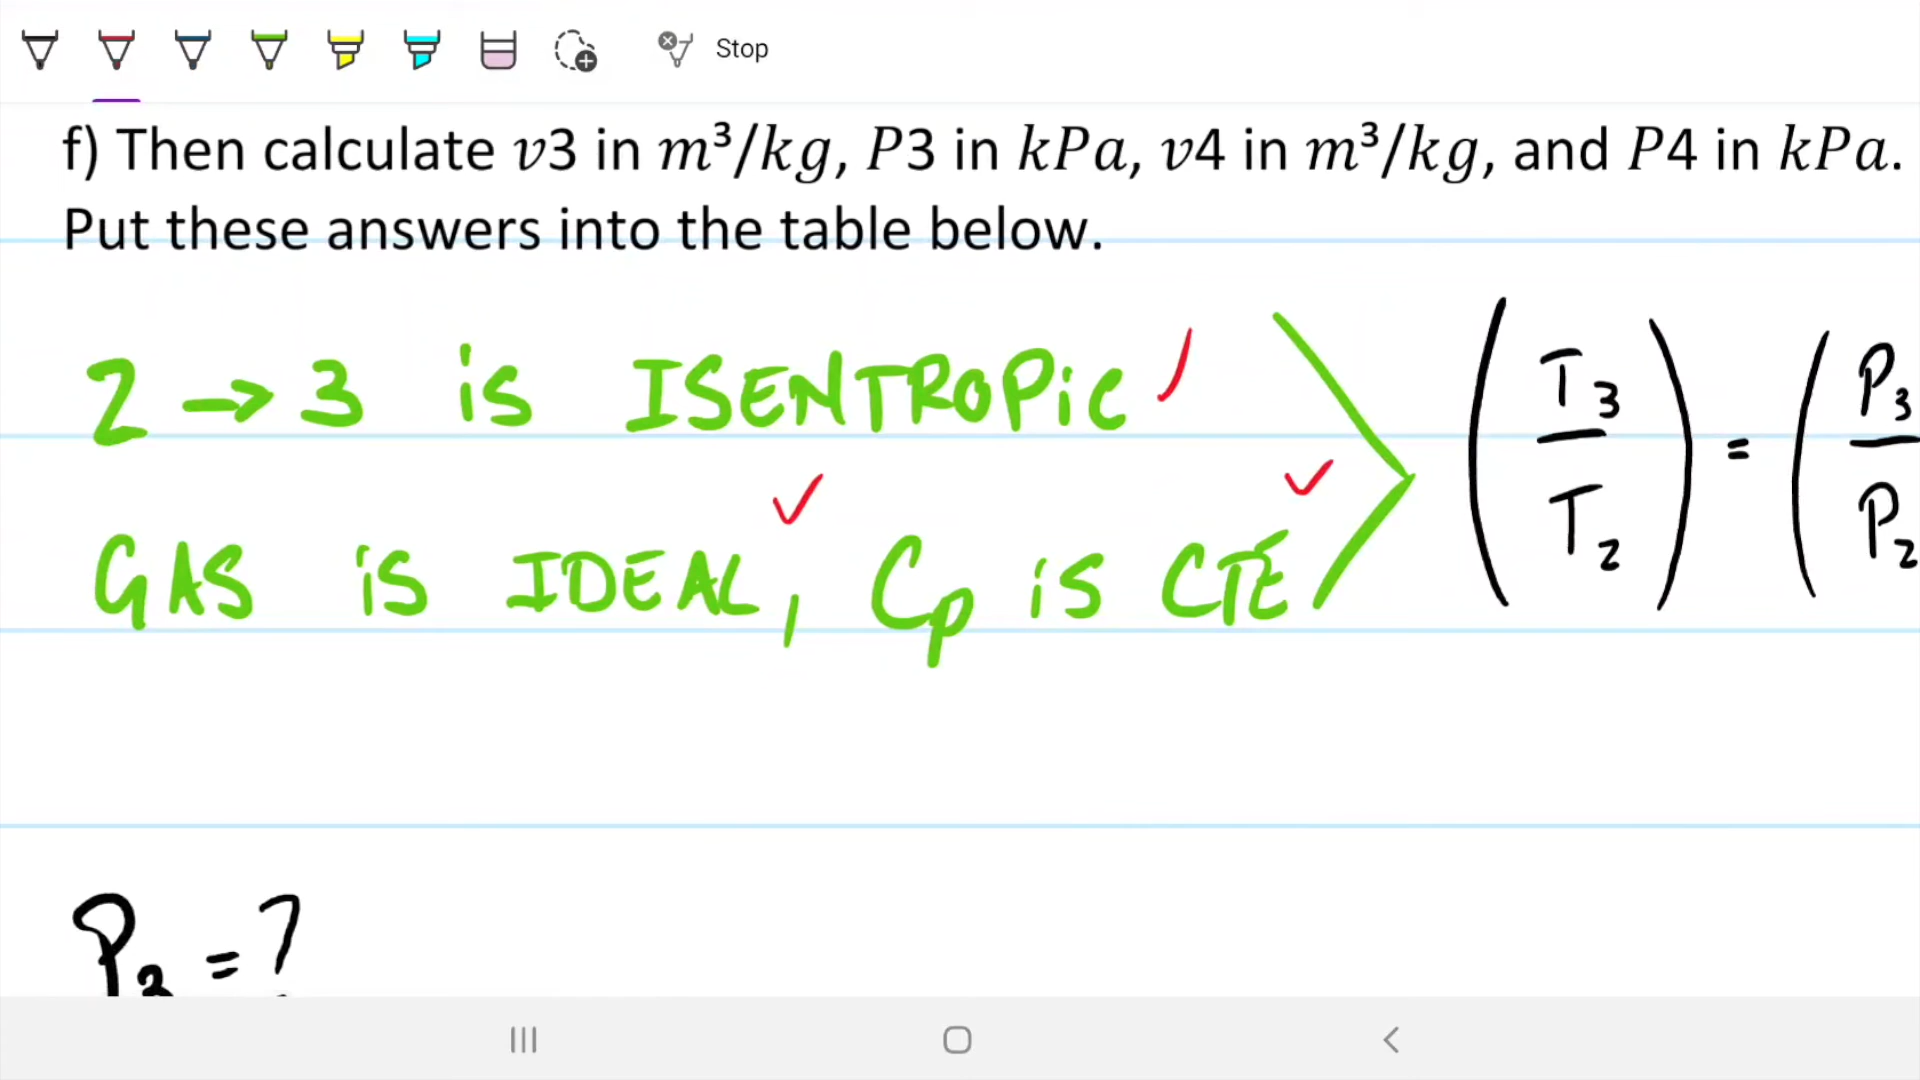 Stop
f) Then calculate v3 in m³/kg, P3 in kPa, v4 in m³/kg, and P4 in kPa.
Put these answers into the table below.
2 → 3 is ISENTROPiC
GAS is IDEAL, Cp is CTÉ
(T3/T2) = (P3/P2
P3 = ?